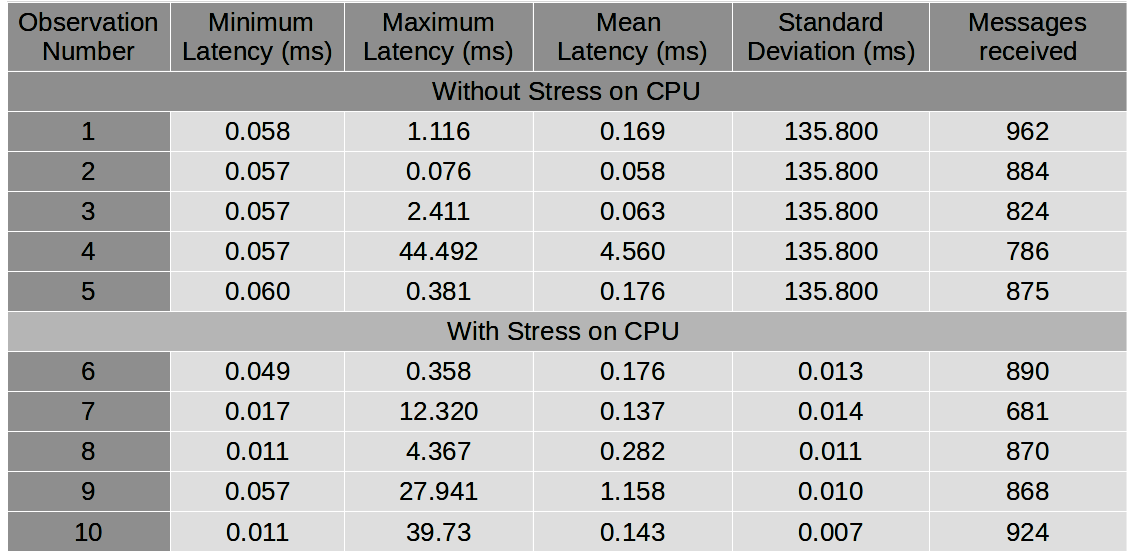 Observation Number Minimum Latency (ms) Maximum Latency (ms) Mean Latency (ms) Standard Deviation (ms) Messages received
Without Stress on CPU
1 0.058 1.116 0.169 135.800 962
2 0.057 0.076 0.058 135.800 884
3 0.057 2.411 0.063 135.800 824
4 0.057 44.492 4.560 135.800 786
5 0.060 0.381 0.176 135.800 875
With Stress on CPU
6 0.049 0.358 0.176 0.013 890
7 0.017 12.320 0.137 0.014 681
8 0.011 4.367 0.282 0.011 870
9 0.057 27.941 1.158 0.010 868
10 0.011 39.73 0.143 0.007 924